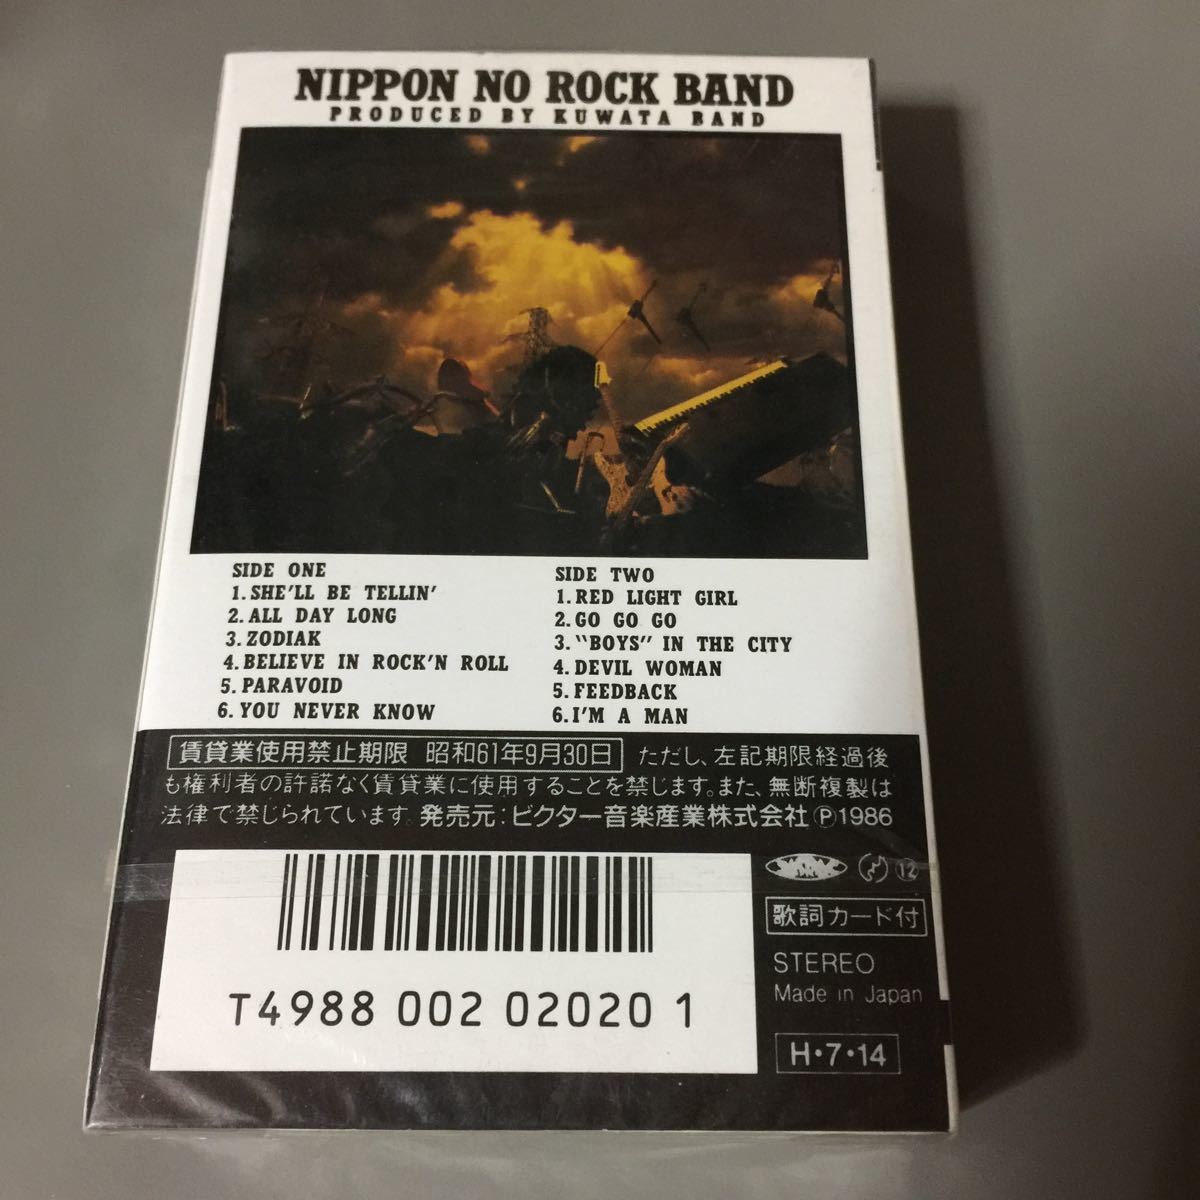 NIPPON NO ROCK BAND
PRODUCED BY KUWATA BAND
SIDE ONE
1. SHE'LL BE TELLIN'
2. ALL DAY LONG
3. ZODIAK
4. BELIEVE IN ROCK'N ROLL
5. PARAVOID
6. YOU NEVER KNOW
SIDE TWO
1. RED LIGHT GIRL
2. GO GO GO
3. "BOYS" IN THE CITY
4. DEVIL WOMAN
5. FEEDBACK
6. I'M A MAN
賃貸業使用禁止期限 昭和61年9月30日 ただし、左記期限経過後
も権利者の許諾なく賃貸業に使用することを禁じます。また、無断複製は
法律で禁じられています。発売元：ビクター音楽産業株式会社 Ⓟ1986
T4988 002 02020 1
⑫
歌詞カード付
STEREO
Made in Japan
H・7・14